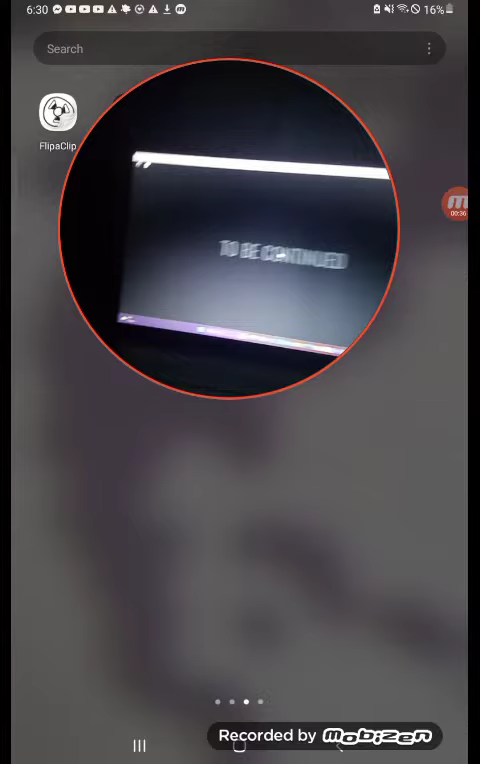 6:30
16%
Search
FlipaClip
TO BE CONTINUED
00:36
Recorded by Mobizen